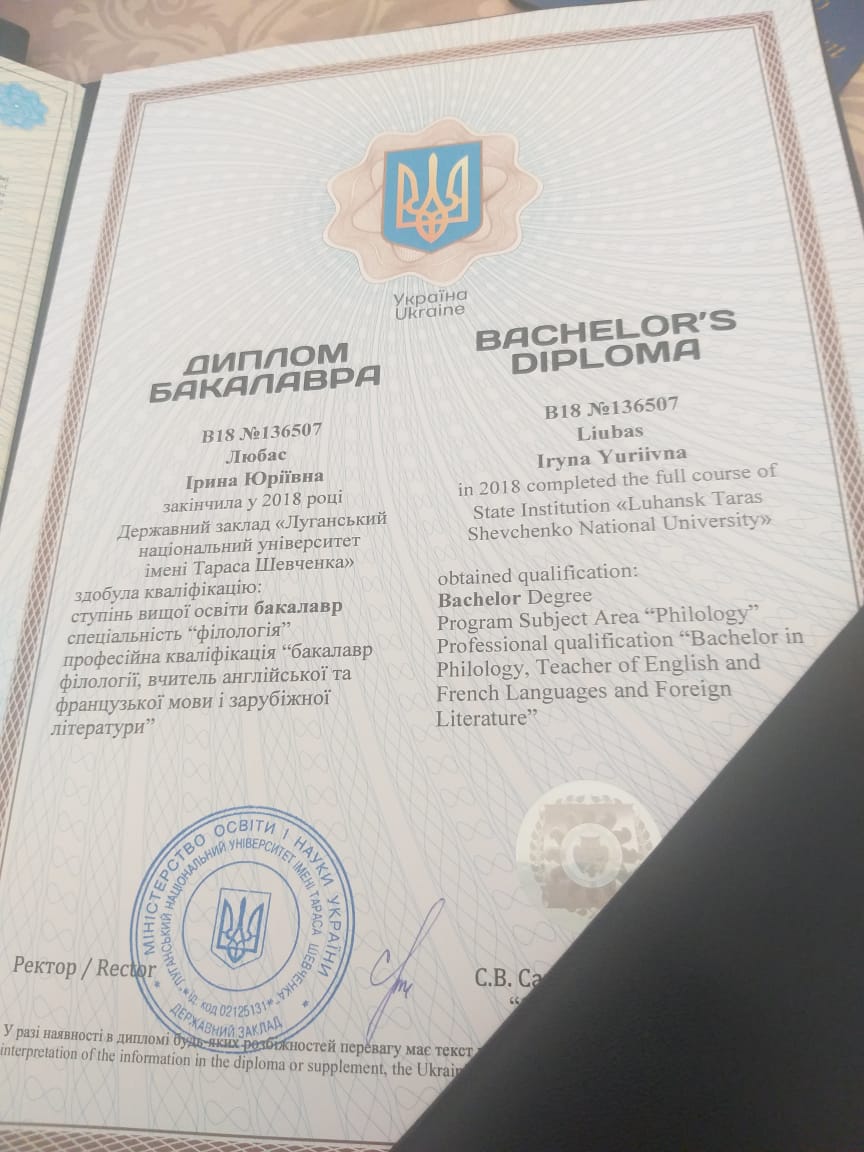 Україна
Ukraine
ДИПЛОМ
БАКАЛАВРА
В18 №136507
Любас
Ірина Юріївна
закінчила у 2018 році
Державний заклад «Луганський
національний університет
імені Тараса Шевченка»
здобула кваліфікацію:
ступінь вищої освіти бакалавр
спеціальність “філологія”
професійна кваліфікація “бакалавр
філології, вчитель англійської та
французької мови і зарубіжної
літератури”
BACHELOR'S
DIPLOMA
B18 №136507
Liubas
Iryna Yuriivna
in 2018 completed the full course of
State Institution «Luhansk Taras
Shevchenko National University»
obtained qualification:
Bachelor Degree
Program Subject Area “Philology”
Professional qualification “Bachelor in
Philology, Teacher of English and
French Languages and Foreign
Literature”
МІНІСТЕРСТВО ОСВІТИ І НАУКИ УКРАЇНИ
ДЕРЖАВНИЙ ЗАКЛАД
"ЛУГАНСЬКИЙ НАЦІОНАЛЬНИЙ УНІВЕРСИТЕТ ІМЕНІ ТАРАСА ШЕВЧЕНКА"
* ід. код 02125131 *
Ректор / Rector
С.В.
У разі наявності в дипломі будь-яких розбіжностей перевагу має текст
interpretation of the information in the diploma or supplement, the